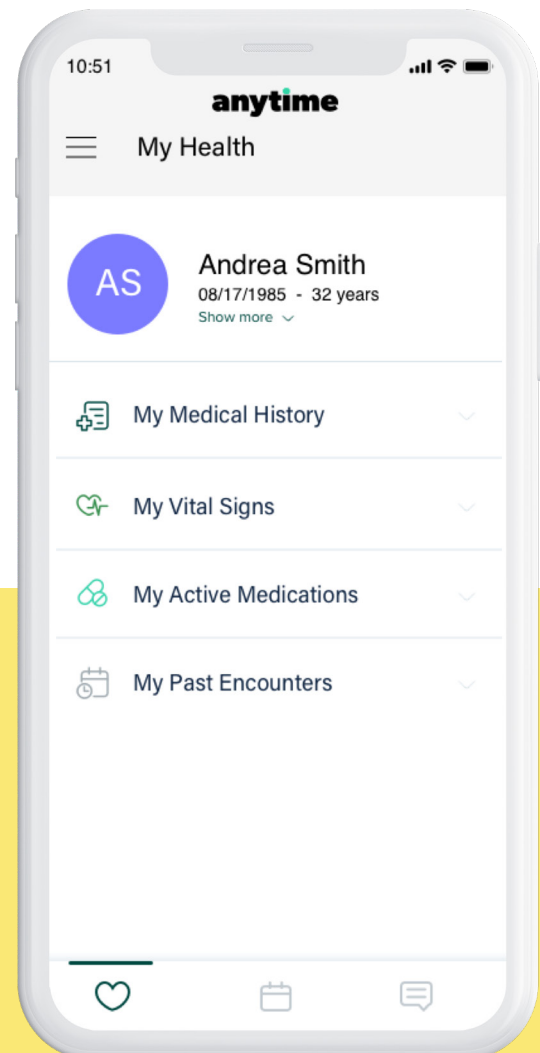 10:51
anytime
My Health
AS
Andrea Smith
08/17/1985 - 32 years
Show more
My Medical History
My Vital Signs
My Active Medications
My Past Encounters